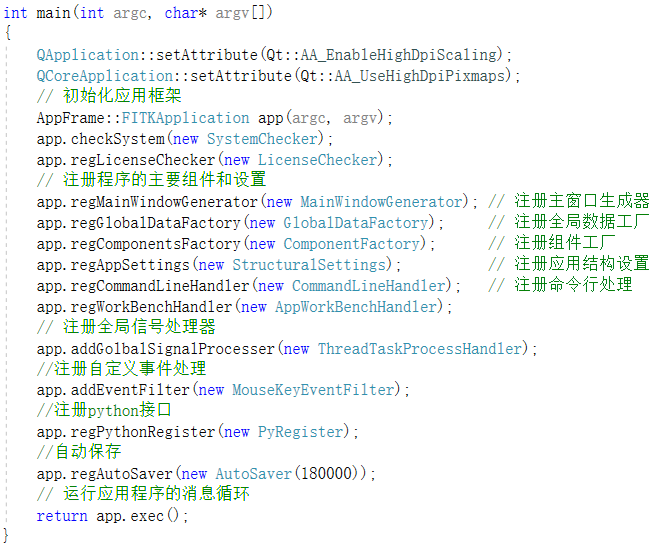 int main(int argc, char* argv[])
{
    QApplication::setAttribute(Qt::AA_EnableHighDpiScaling);
    QCoreApplication::setAttribute(Qt::AA_UseHighDpiPixmaps);
    // 初始化应用框架
    AppFrame::FITKApplication app(argc, argv);
    app.checkSystem(new SystemChecker);
    app.regLicenseChecker(new LicenseChecker);
    // 注册程序的主要组件和设置
    app.regMainWindowGenerator(new MainWindowGenerator); // 注册主窗口生成器
    app.regGlobalDataFactory(new GlobalDataFactory);     // 注册全局数据工厂
    app.regComponentsFactory(new ComponentFactory);      // 注册组件工厂
    app.regAppSettings(new StructuralSettings);          // 注册应用结构设置
    app.regCommandLineHandler(new CommandLineHandler);   // 注册命令行处理
    app.regWorkBenchHandler(new AppWorkBenchHandler);
    // 注册全局信号处理器
    app.addGolbalSignalProcesser(new ThreadTaskProcessHandler);
    //注册自定义事件处理
    app.addEventFilter(new MouseKeyEventFilter);
    //注册python接口
    app.regPythonRegister(new PyRegister);
    //自动保存
    app.regAutoSaver(new AutoSaver(180000));
    // 运行应用程序的消息循环
    return app.exec();
}